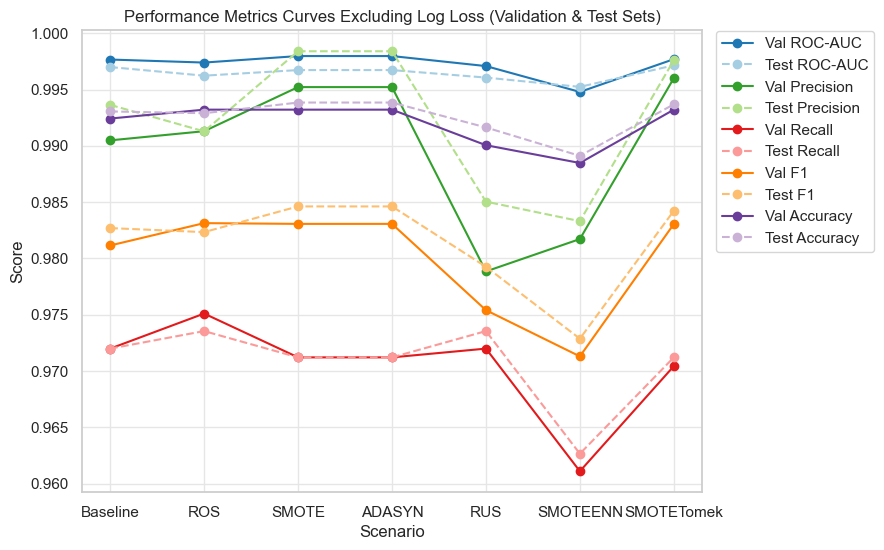 Performance Metrics Curves Excluding Log Loss (Validation & Test Sets)
1.000
0.995
0.990
0.985
0.980
0.975
0.970
0.965
0.960
Score
Baseline
ROS
SMOTE
ADASYN
RUS
SMOTEENN
SMOTETomek
Scenario
Val ROC-AUC
Test ROC-AUC
Val Precision
Test Precision
Val Recall
Test Recall
Val F1
Test F1
Val Accuracy
Test Accuracy